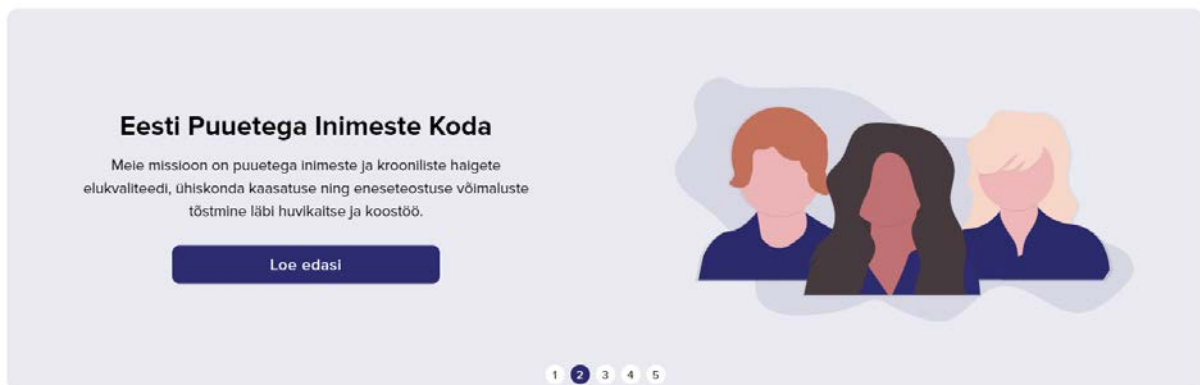 Eesti Puuetega Inimeste Koda
Meie missioon on puuetega inimeste ja krooniliste haigete
elukvaliteedi, ühiskonda kaasatuse ning eneseteostuse võimaluste
tõstmine läbi huvikaitse ja koostöö.
Loe edasi
1 2 3 4 5